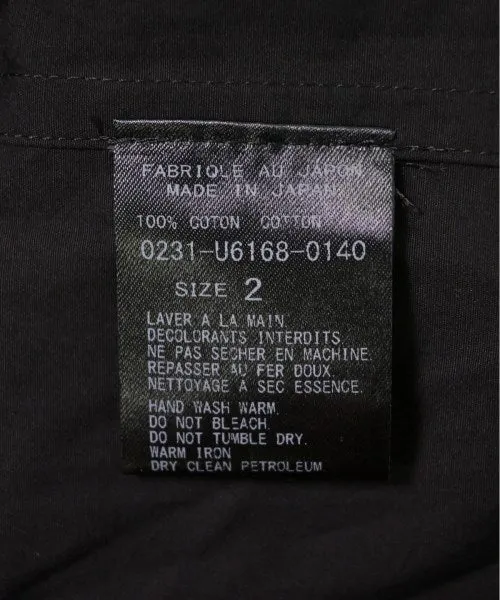 FABRIQLE AU JAPON
MADE IN JAPAN
100% COTON COTTON
0231-U6168-0140
SIZE 2
LAVER A LA MAIN.
DECOLORANTS INTERDITS.
NE PAS SECHER EN MACHINE.
REPASSER AU FER DOUX.
NETTOYAGE A SEC ESSENCE.
HAND WASH WARM.
DO NOT BLEACH.
DO NOT TUMBLE DRY.
WARM IRON
DRY CLEAN PETROLEUM